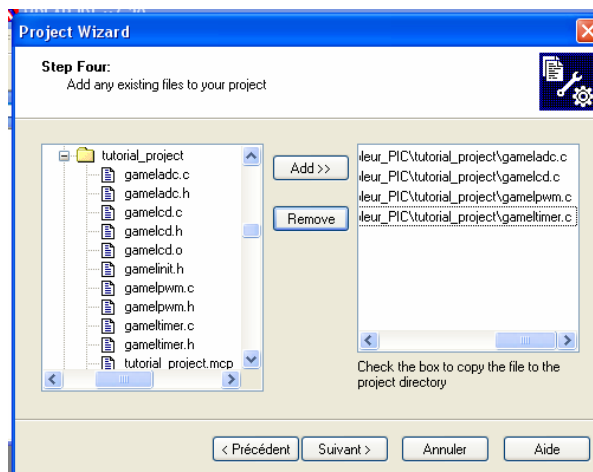 Project Wizard
Step Four:
Add any existing files to your project
tutorial_project
gameladc.c
gameladc.h
gamelcd.c
gamelcd.h
gamelcd.o
gamelinit.h
gamelpwm.c
gamelpwm.h
gameltimer.c
gameltimer.h
tutorial_project.mcp
Add >>
Remove
leur_PIC\tutorial_project\gameladc.c
leur_PIC\tutorial_project\gamelcd.c
leur_PIC\tutorial_project\gamelpwm.c
leur_PIC\tutorial_project\gameltimer.c
Check the box to copy the file to the
project directory
< Précédent
Suivant >
Annuler
Aide